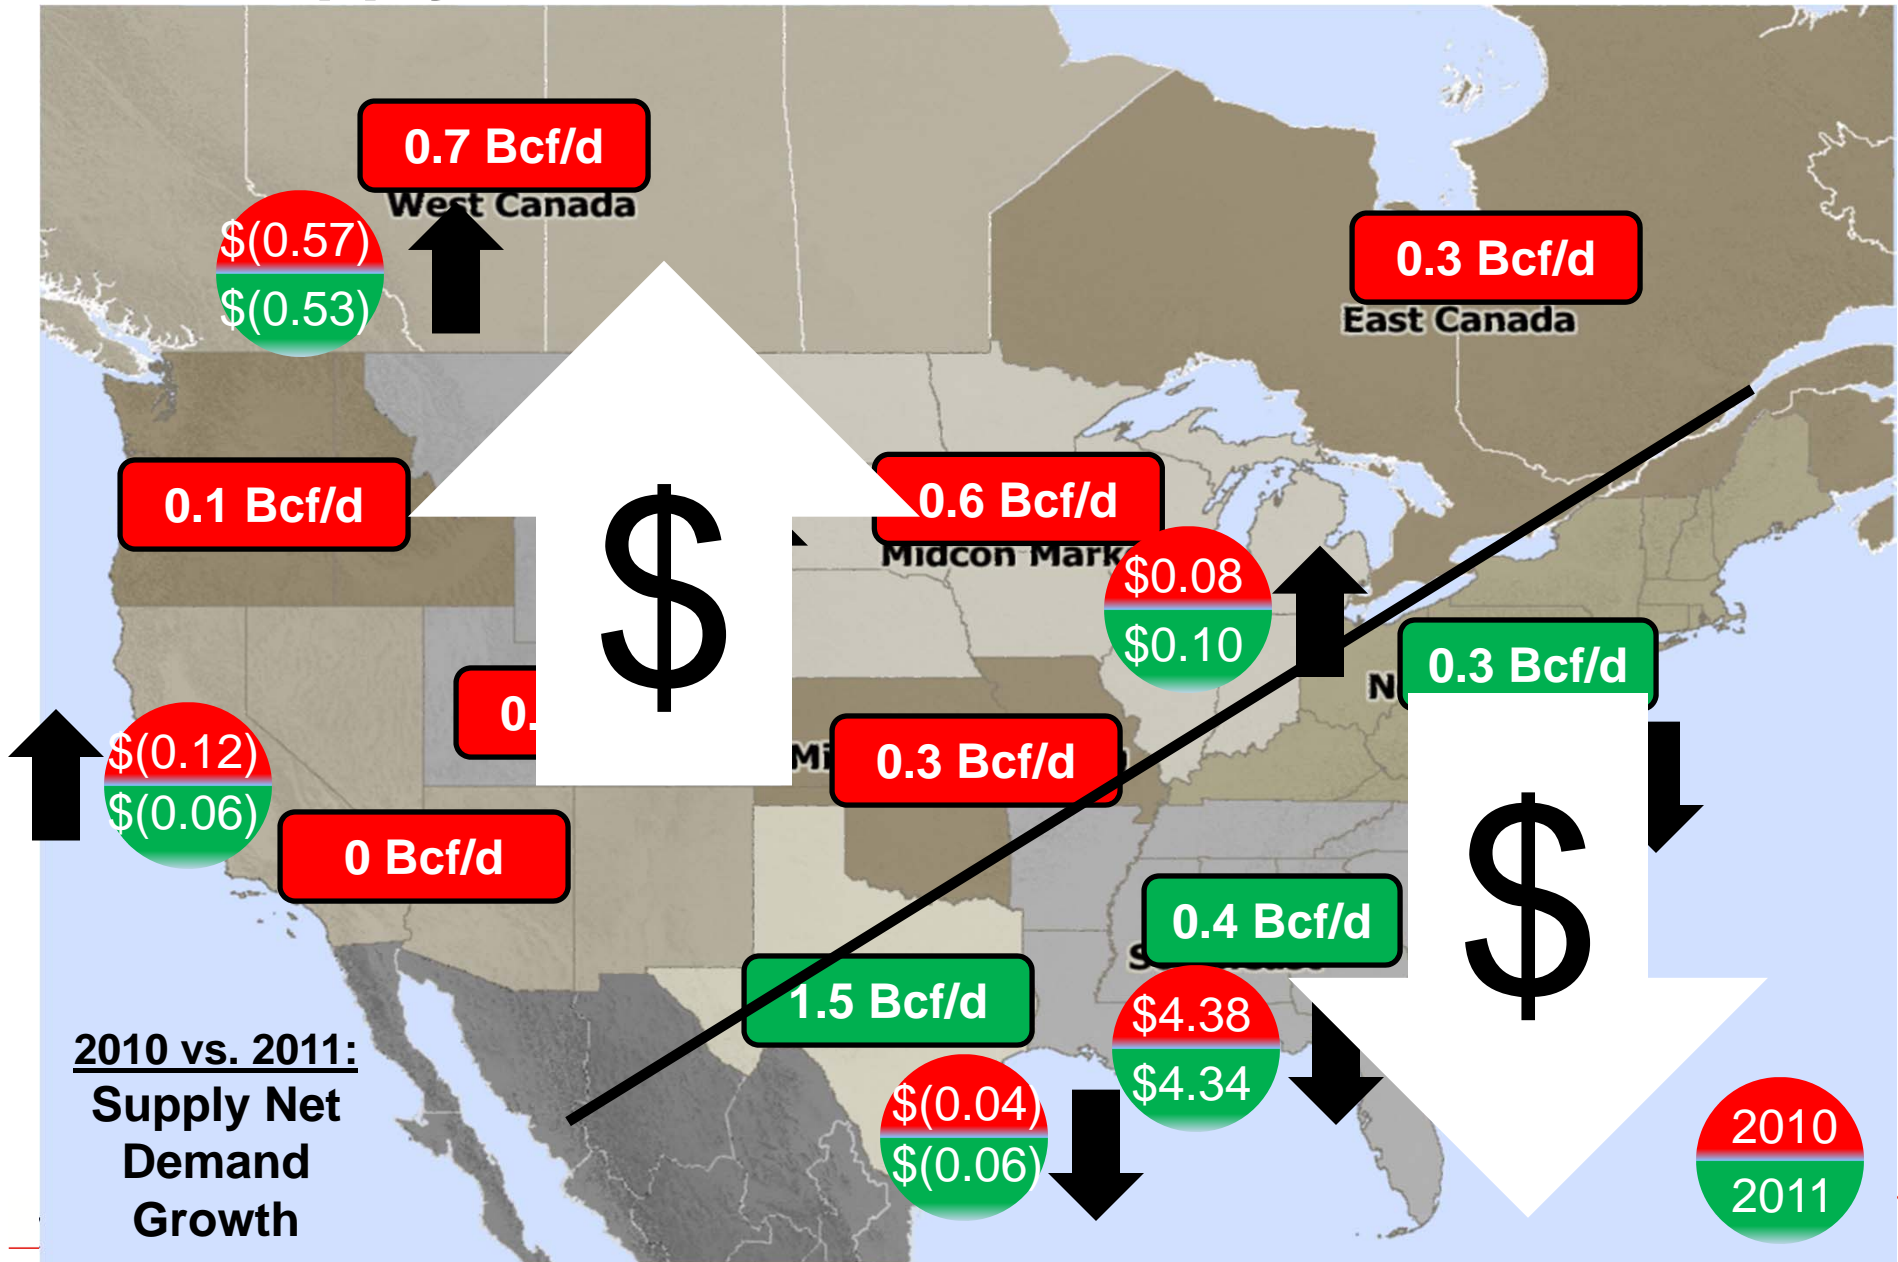 0.7 Bcf/d
West Canada
$(0.57)
$(0.53)
0.3 Bcf/d
East Canada
0.1 Bcf/d
0.6 Bcf/d
Midcon
$0.08
$0.10
$
0.3 Bcf/d
0.3 Bcf/d
$(0.12)
$(0.06)
0 Bcf/d
$
0.4 Bcf/d
1.5 Bcf/d
$4.38
$4.34
$(0.04)
$(0.06)
2010 vs. 2011:
Supply Net
Demand
Growth
2010
2011